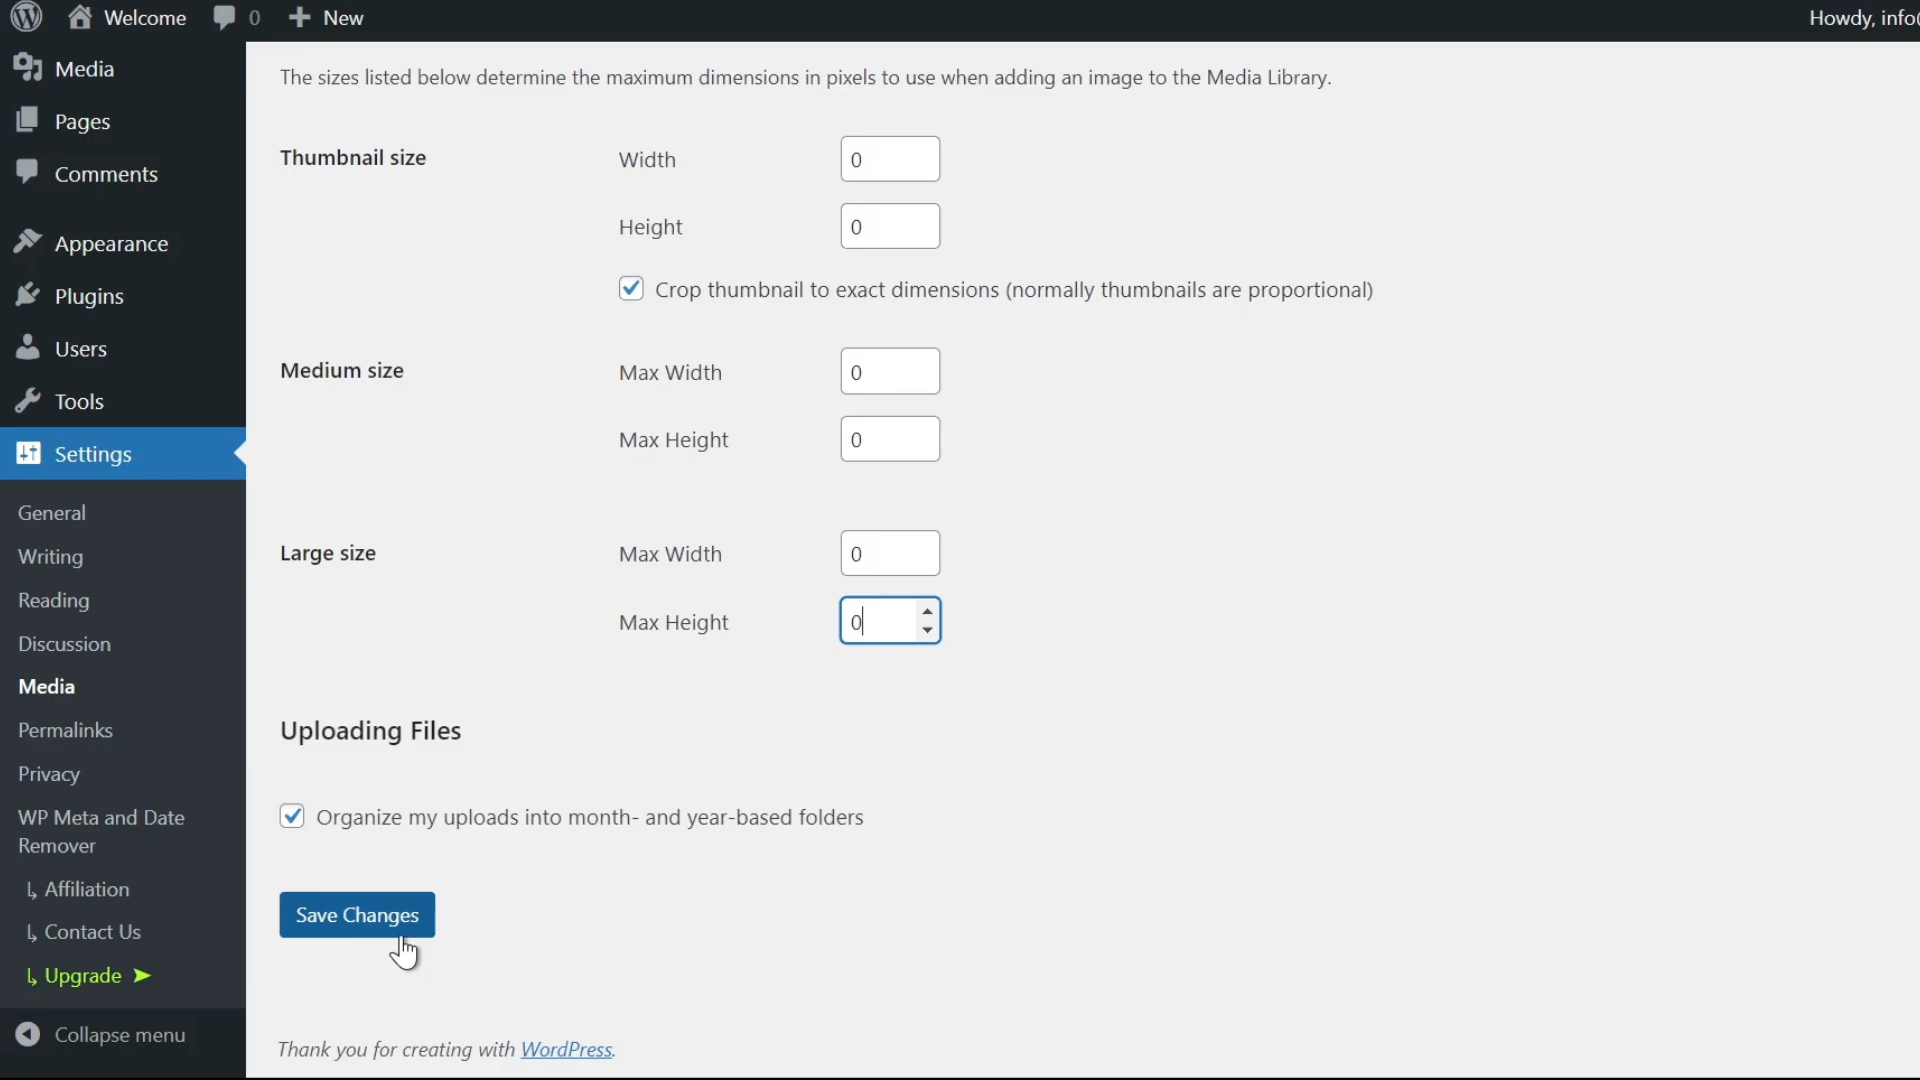 Welcome 0 New Howdy, info@
Media
Pages
Comments
Appearance
Plugins
Users
Tools
Settings
General
Writing
Reading
Discussion
Media
Permalinks
Privacy
WP Meta and Date
Remover
↳ Affiliation
↳ Contact Us
↳ Upgrade ➤
Collapse menu
The sizes listed below determine the maximum dimensions in pixels to use when adding an image to the Media Library.
Thumbnail size Width 0
Height 0
Crop thumbnail to exact dimensions (normally thumbnails are proportional)
Medium size Max Width 0
Max Height 0
Large size Max Width 0
Max Height 0
Uploading Files
Organize my uploads into month- and year-based folders
Save Changes
Thank you for creating with WordPress.